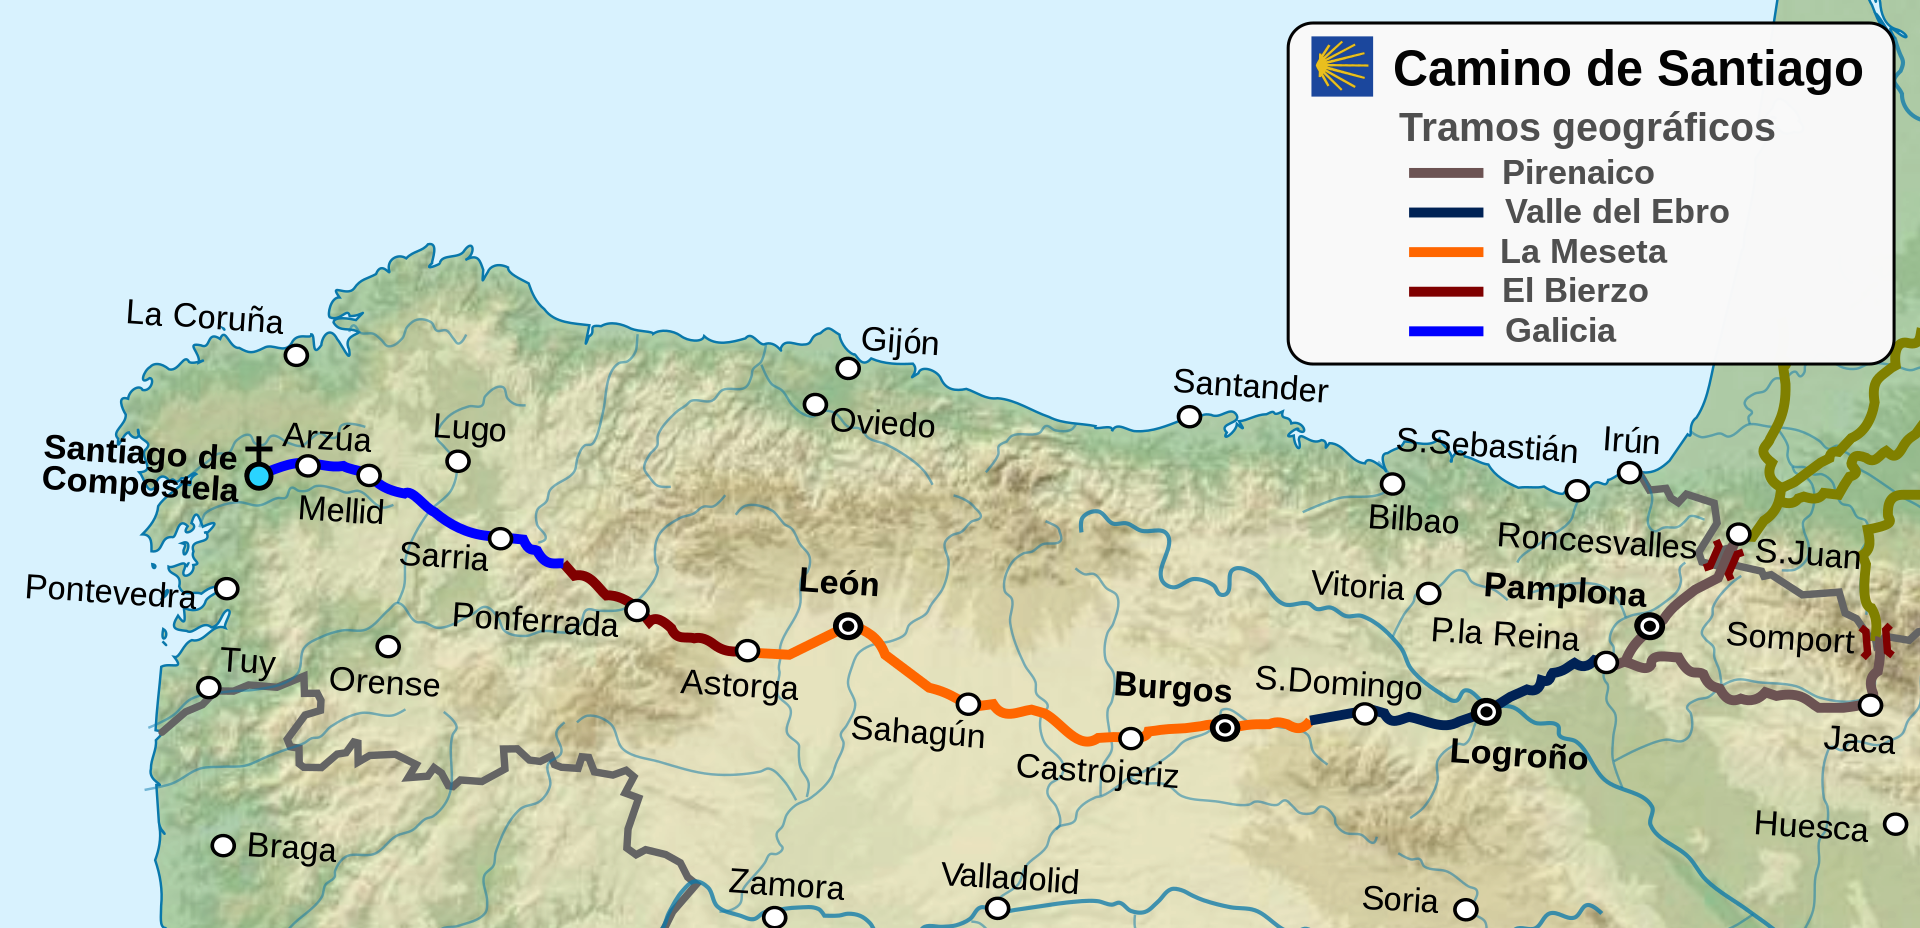 Camino de Santiago
Tramos geográficos
Pirenaico
Valle del Ebro
La Meseta
El Bierzo
Galicia
La Coruña
Gijón
Oviedo
Santander
S.Sebastián
Irún
Bilbao
Roncesvalles
S.Juan
Lugo
Arzúa
Santiago de
Compostela
Mellid
Sarria
Pontevedra
Ponferrada
León
Vitoria
Pamplona
P.la Reina
Somport
Tuy
Orense
Astorga
Sahagún
Burgos
S.Domingo
Castrojeriz
Logroño
Jaca
Huesca
Braga
Zamora
Valladolid
Soria